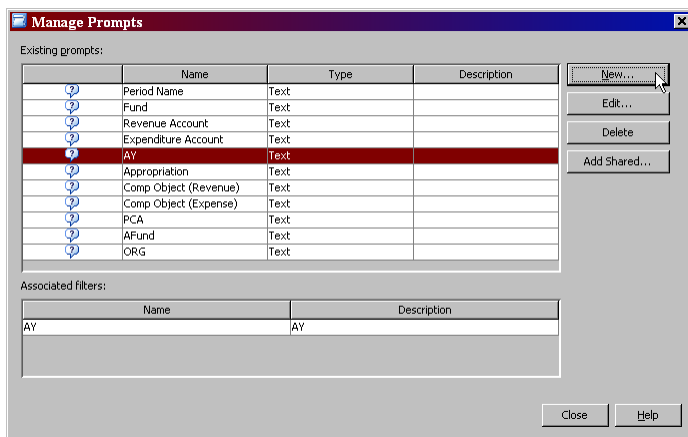 Manage Prompts
Existing prompts:
Name Type Description
Period Name Text
Fund Text
Revenue Account Text
Expenditure Account Text
AY Text
Appropriation Text
Comp Object (Revenue) Text
Comp Object (Expense) Text
PCA Text
AFund Text
ORG Text
New...
Edit...
Delete
Add Shared...
Associated filters:
Name Description
AY AY
Close Help